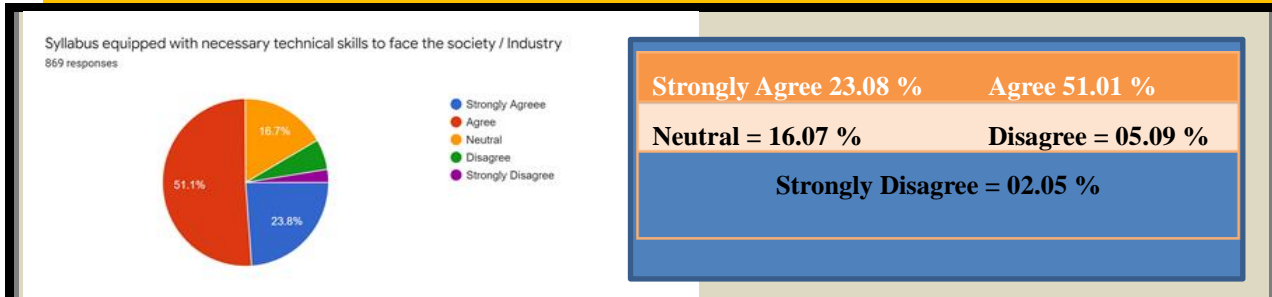 Syllabus equipped with necessary technical skills to face the society / Industry
869 responses
16.7%
51.1%
23.8%
Strongly Agreee
Agree
Neutral
Disagree
Strongly Disagree
Strongly Agree 23.08 % Agree 51.01 %
Neutral = 16.07 % Disagree = 05.09 %
Strongly Disagree = 02.05 %